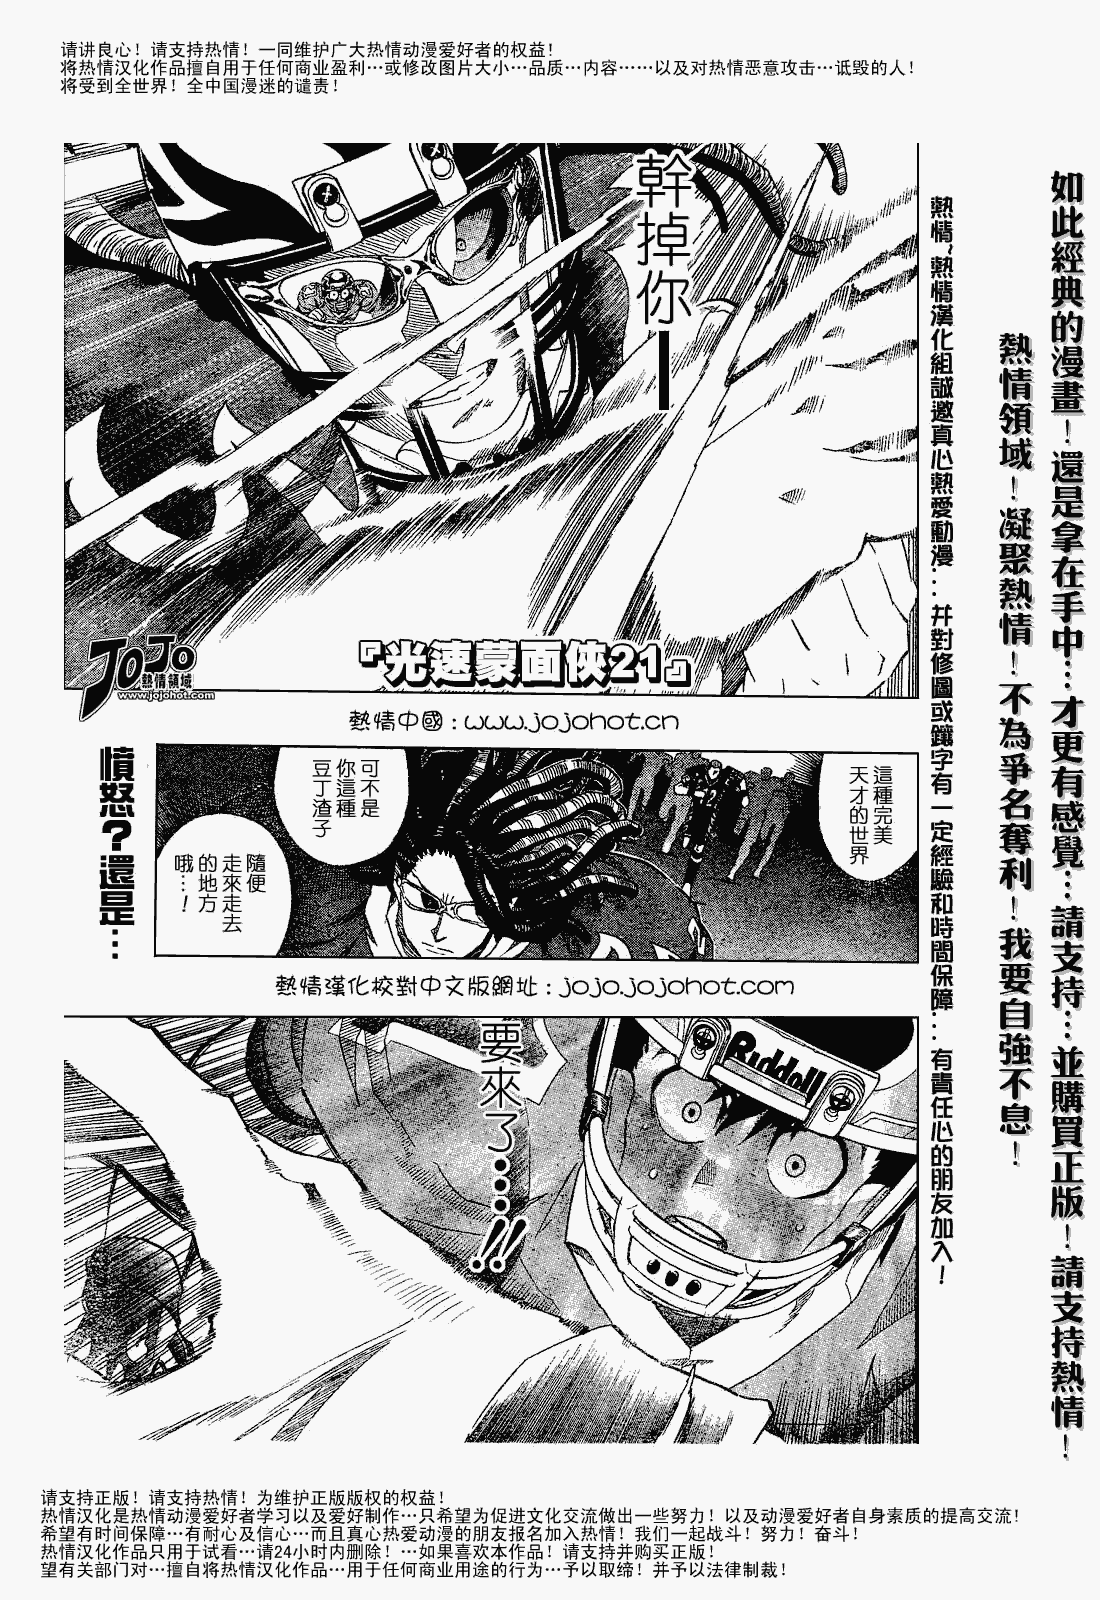 请讲良心！请支持热情！一同维护广大热情动漫爱好者的权益！
将热情汉化作品擅自用于任何商业盈利…或修改图片大小…品质…内容……以及对热情恶意攻击…诋毁的人！
将受到全世界！全中国漫迷的谴责！
如此經典的漫畫！還是拿在手中…才更有感覺…請支持…並購買正版！請支持熱情！
熱情領域！凝聚熱情！不為爭名奪利！我要自強不息！
熱情，熱情漢化組誠邀真心熱愛動漫…并對修圖或鑲字有一定經驗和時間保障…有責任心的朋友加入！
幹掉你—
JOJO
熱情領域
www.jojohot.com
『光速蒙面俠21』
熱情中國：www.jojohot.cn
這種完美
天才的世界
可不是
你這種
豆丁渣子
隨便
走來走去
的地方
哦…！
憤怒？還是…
熱情漢化校對中文版網址：jojo.jojohot.com
Riddoll
要來了……!!
请支持正版！请支持热情！为维护正版版权的权益！
热情汉化是热情动漫爱好者学习以及爱好制作…只希望为促进文化交流做出一些努力！以及动漫爱好者自身素质的提高交流！
希望有时间保障…有耐心及信心…而且真心热爱动漫的朋友报名加入热情！我们一起战斗！努力！奋斗！
热情汉化作品只用于试看…请24小时内删除！…如果喜欢本作品！请支持并购买正版！
望有关部门对…擅自将热情汉化作品…用于任何商业用途的行为…予以取缔！并予以法律制裁！